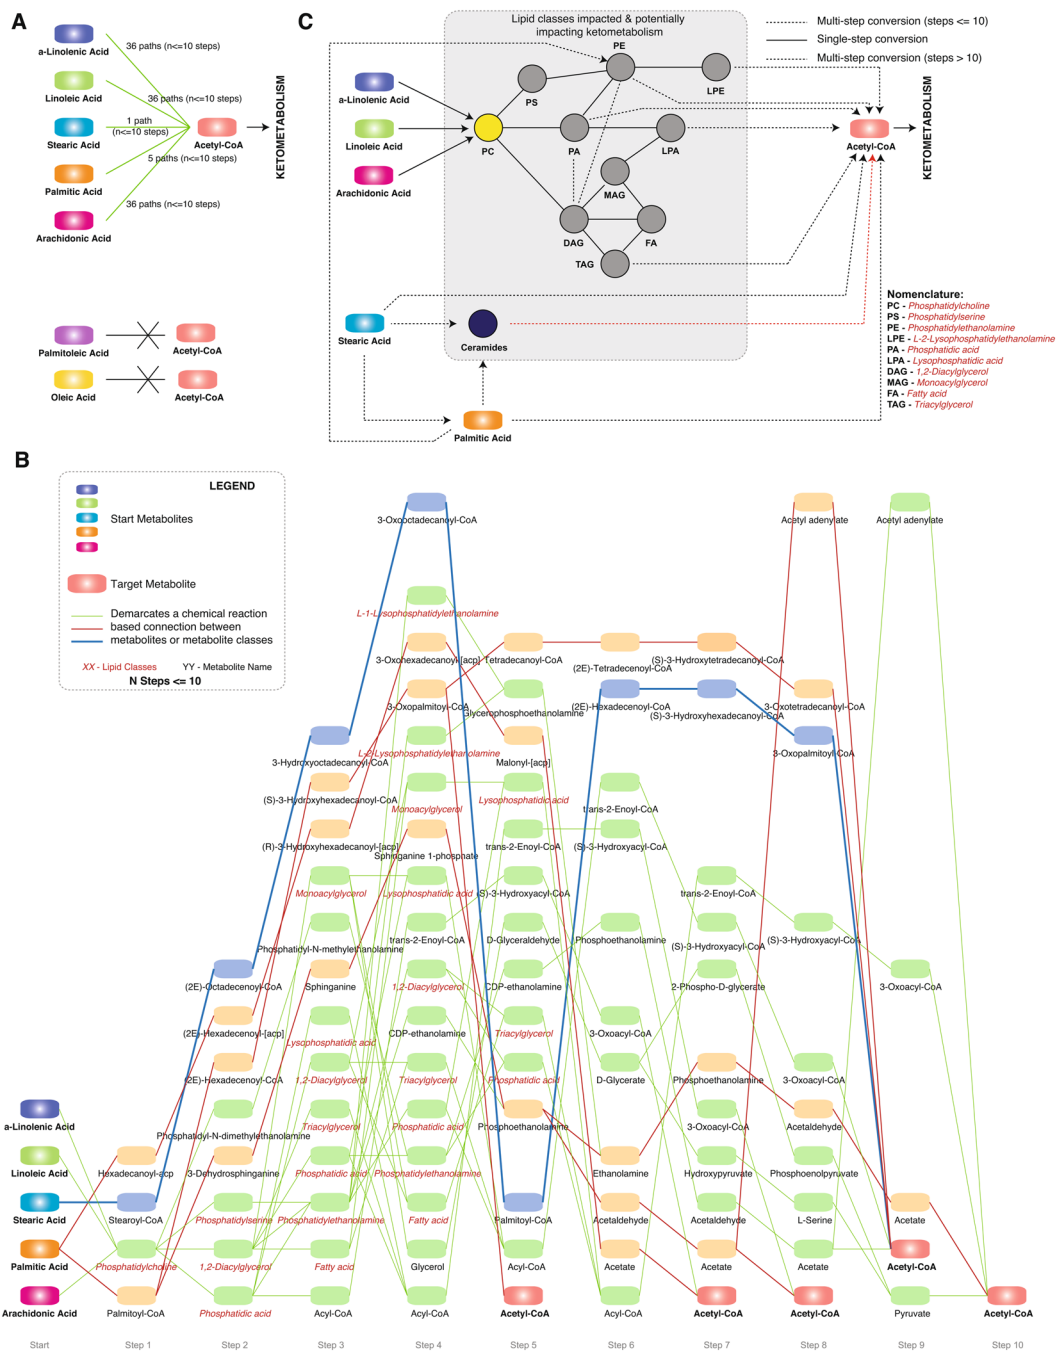 A
a-Linolenic Acid
Linoleic Acid
Stearic Acid
Palmitic Acid
Arachidonic Acid
36 paths (n<=10 steps)
36 paths (n<=10 steps)
1 path
(n<=10 steps)
5 paths (n<=10 steps)
36 paths (n<=10 steps)
Acetyl-CoA
KETOMETABOLISM
Palmitoleic Acid
Acetyl-CoA
Oleic Acid
Acetyl-CoA
C
Lipid classes impacted & potentially
impacting ketometabolism
Multi-step conversion (steps <= 10)
Single-step conversion
Multi-step conversion (steps > 10)
a-Linolenic Acid
Linoleic Acid
Arachidonic Acid
PC
PS
PE
LPE
PA
LPA
MAG
DAG
FA
TAG
Acetyl-CoA
KETOMETABOLISM
Stearic Acid
Ceramides
Palmitic Acid
Nomenclature:
PC - Phosphatidylcholine
PS - Phosphatidylserine
PE - Phosphatidylethanolamine
LPE - L-2-Lysophosphatidylethanolamine
PA - Phosphatidic acid
LPA - Lysophosphatidic acid
DAG - 1,2-Diacylglycerol
MAG - Monoacylglycerol
FA - Fatty acid
TAG - Triacylglycerol
B
LEGEND
Start Metabolites
Target Metabolite
Demarcates a chemical reaction
based connection between
metabolites or metabolite classes
XX - Lipid Classes YY - Metabolite Name
N Steps <= 10
3-Oxooctadecanoyl-CoA Acetyl adenylate Acetyl adenylate
L-1-Lysophosphatidylethanolamine
3-Oxohexadecanoyl-[acp] Tetradecanoyl-CoA (2E)-Tetradecenoyl-CoA (S)-3-Hydroxytetradecanoyl-CoA
3-Oxopalmitoyl-CoA Glycerophosphoethanolamine (2E)-Hexadecenoyl-CoA (S)-3-Hydroxyhexadecanoyl-CoA 3-Oxotetradecanoyl-CoA
3-Hydroxyoctadecanoyl-CoA L-2-Lysophosphatidylethanolamine Malonyl-[acp] 3-Oxopalmitoyl-CoA
(S)-3-Hydroxyhexadecanoyl-CoA Monoacylglycerol Lysophosphatidic acid trans-2-Enoyl-CoA
(R)-3-Hydroxyhexadecanoyl-[acp] Sphinganine 1-phosphate trans-2-Enoyl-CoA (S)-3-Hydroxyacyl-CoA
Monoacylglycerol Lysophosphatidic acid (S)-3-Hydroxyacyl-CoA trans-2-Enoyl-CoA
Phosphatidyl-N-methylethanolamine trans-2-Enoyl-CoA D-Glyceraldehyde Phosphoethanolamine (S)-3-Hydroxyacyl-CoA (S)-3-Hydroxyacyl-CoA
(2E)-Octadecenoyl-CoA Sphinganine 1,2-Diacylglycerol CDP-ethanolamine 2-Phospho-D-glycerate 3-Oxoacyl-CoA
(2E)-Hexadecenoyl-[acp] Lysophosphatidic acid CDP-ethanolamine Triacylglycerol 3-Oxoacyl-CoA
(2E)-Hexadecenoyl-CoA 1,2-Diacylglycerol Triacylglycerol Phosphatidic acid D-Glycerate Phosphoethanolamine 3-Oxoacyl-CoA
a-Linolenic Acid Phosphatidyl-N-dimethylethanolamine Triacylglycerol Phosphatidic acid Phosphoethanolamine 3-Oxoacyl-CoA Acetaldehyde
Linoleic Acid Hexadecanoyl-acp 3-Dehydrosphinganine Phosphatidic acid Phosphatidylethanolamine Ethanolamine Hydroxypyruvate Phosphoenolpyruvate
Stearic Acid Stearoyl-CoA Phosphatidylserine Phosphatidylethanolamine Fatty acid Palmitoyl-CoA Acetaldehyde Acetaldehyde L-Serine Acetate
Palmitic Acid Phosphatidylcholine 1,2-Diacylglycerol Fatty acid Glycerol Acyl-CoA Acetate Acetate Acetate Acetyl-CoA
Arachidonic Acid Palmitoyl-CoA Phosphatidic acid Acyl-CoA Acyl-CoA Acetyl-CoA Acyl-CoA Acetyl-CoA Acetyl-CoA Pyruvate Acetyl-CoA
Start Step 1 Step 2 Step 3 Step 4 Step 5 Step 6 Step 7 Step 8 Step 9 Step 10